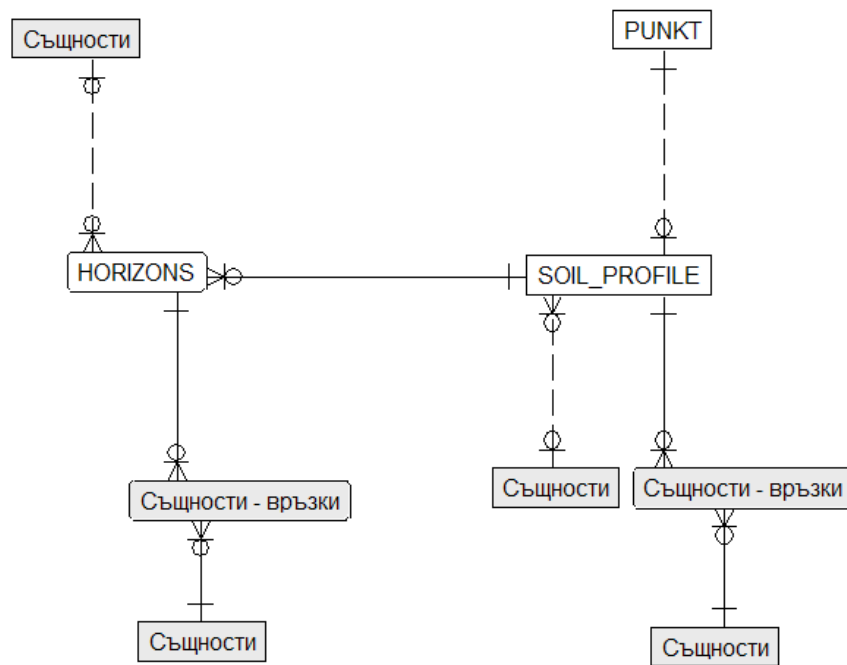 Същности
PUNKT
HORIZONS
SOIL_PROFILE
Същности - връзки
Същности
Същности - връзки
Същности
Същности